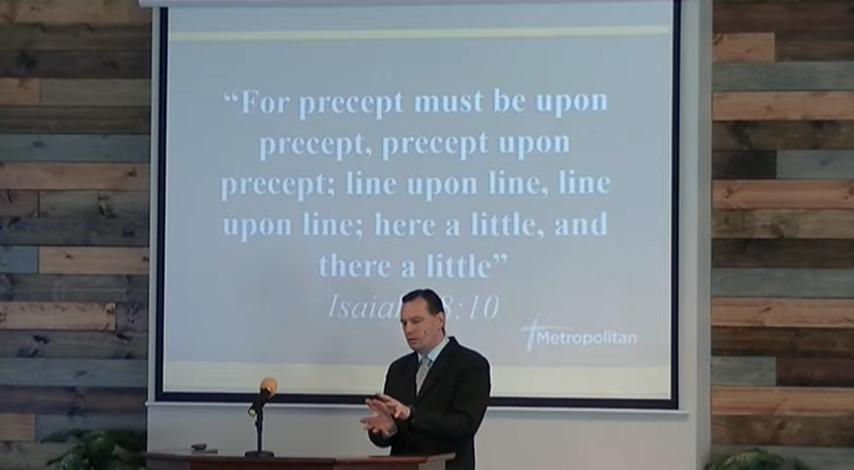 “For precept must be upon
precept, precept upon
precept; line upon line, line
upon line; here a little, and
there a little”
8:10
Metropolitan